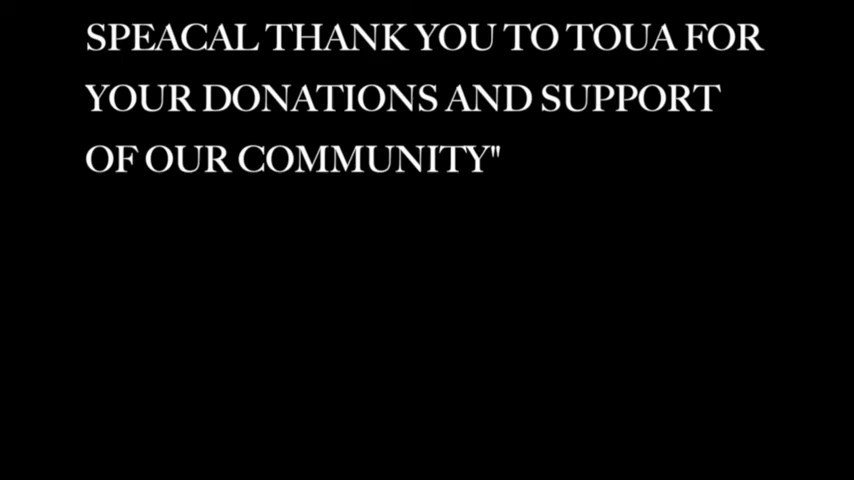 SPEACAL THANK YOU TO TOUA FOR
YOUR DONATIONS AND SUPPORT
OF OUR COMMUNITY"